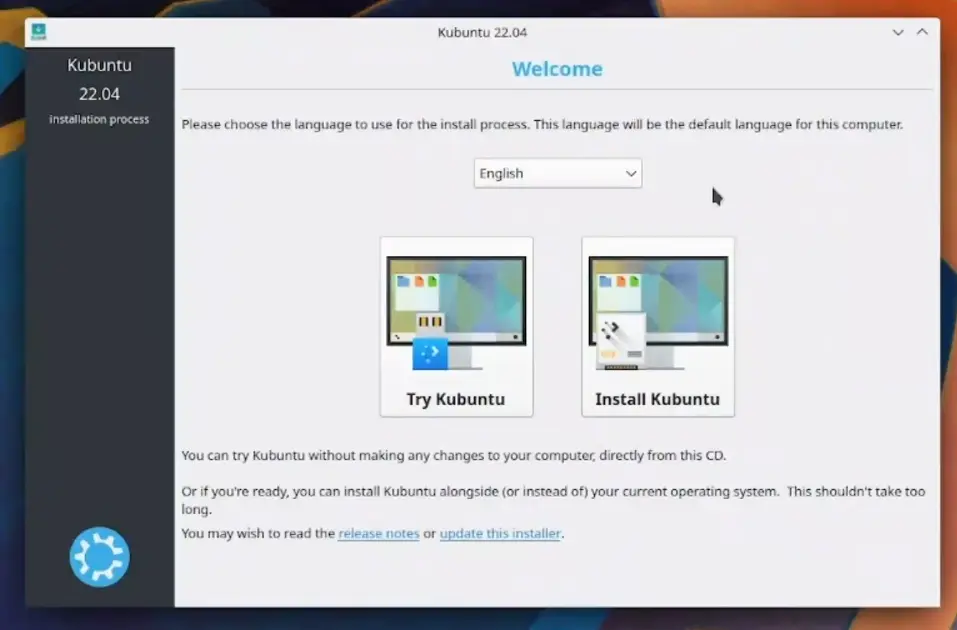 Kubuntu 22.04
Kubuntu
22.04
installation process
Welcome
Please choose the language to use for the install process. This language will be the default language for this computer.
English
Try Kubuntu
Install Kubuntu
You can try Kubuntu without making any changes to your computer, directly from this CD.
Or if you're ready, you can install Kubuntu alongside (or instead of) your current operating system.  This shouldn't take too
long.
You may wish to read the release notes or update this installer.